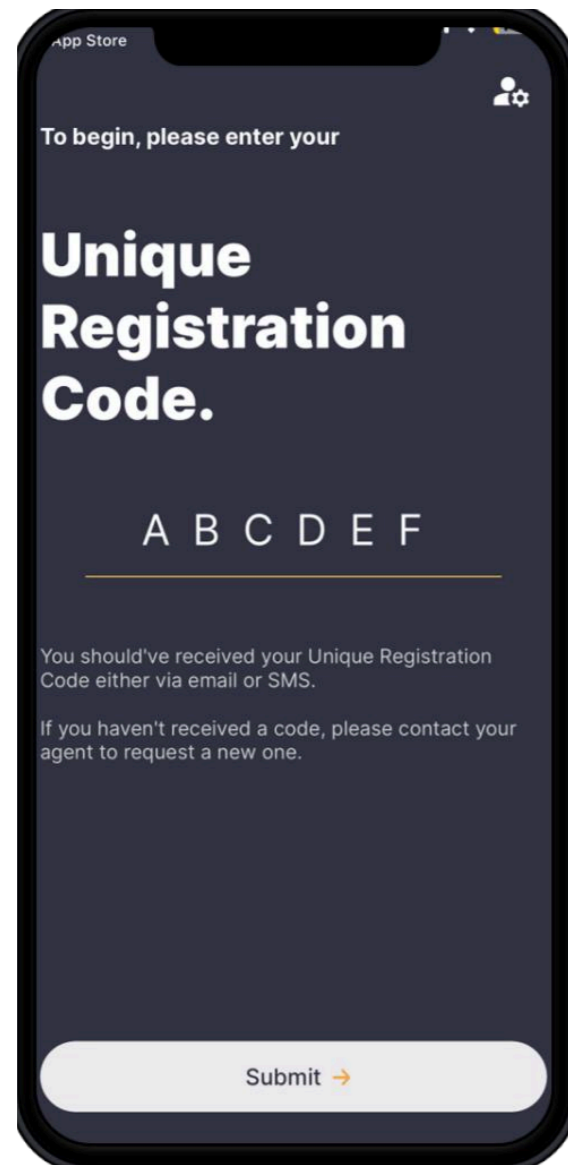 App Store
To begin, please enter your
Unique
Registration
Code.
A B C D E F
You should've received your Unique Registration
Code either via email or SMS.
If you haven't received a code, please contact your
agent to request a new one.
Submit →